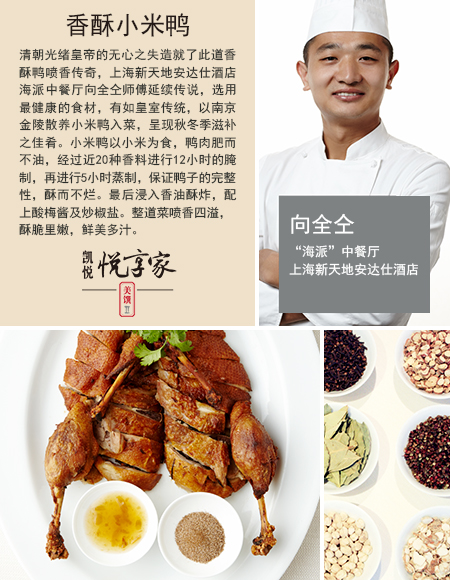 香酥小米鸭
清朝光绪皇帝的无心之失造就了此道香
酥鸭喷香传奇，上海新天地安达仕酒店
海派中餐厅向全仝师傅延续传说，选用
最健康的食材，有如皇室传统，以南京
金陵散养小米鸭入菜，呈现秋冬季滋补
之佳肴。小米鸭以小米为食，鸭肉肥而
不油，经过近20种香料进行12小时的腌
制，再进行5小时蒸制，保证鸭子的完整
性，酥而不烂。最后浸入香油酥炸，配
上酸梅酱及炒椒盐。整道菜喷香四溢，
酥脆里嫩，鲜美多汁。
凯悦 悦享家
美馔
向全仝
“海派”中餐厅
上海新天地安达仕酒店